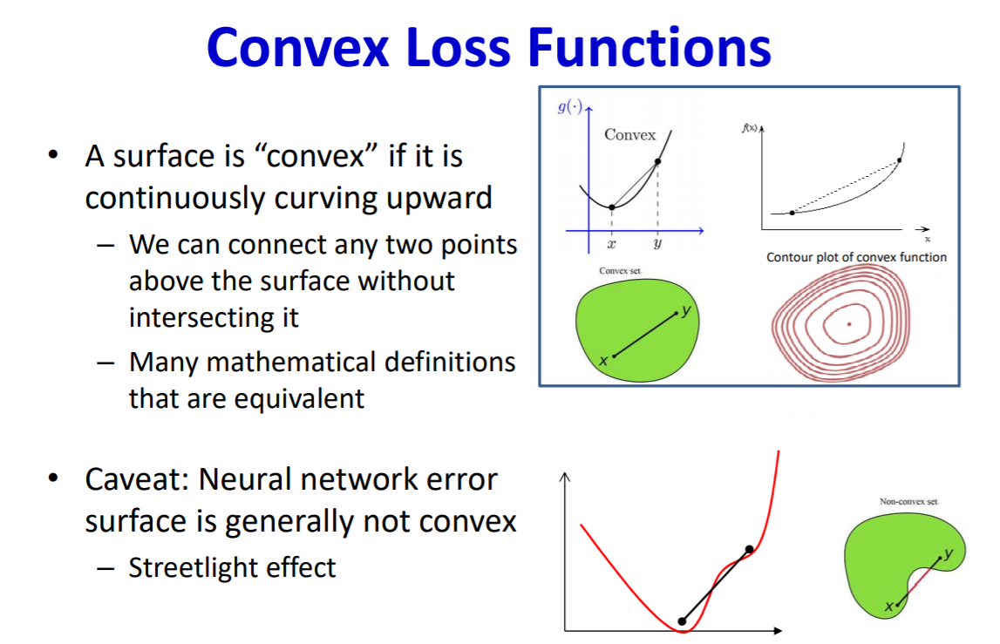 Convex Loss Functions
• A surface is “convex” if it is
continuously curving upward
– We can connect any two points
above the surface without
intersecting it
– Many mathematical definitions
that are equivalent
• Caveat: Neural network error
surface is generally not convex
– Streetlight effect
g(·)
Convex
x
y
f(x)
x
Convex set
x
y
Contour plot of convex function
Non-convex set
x
y